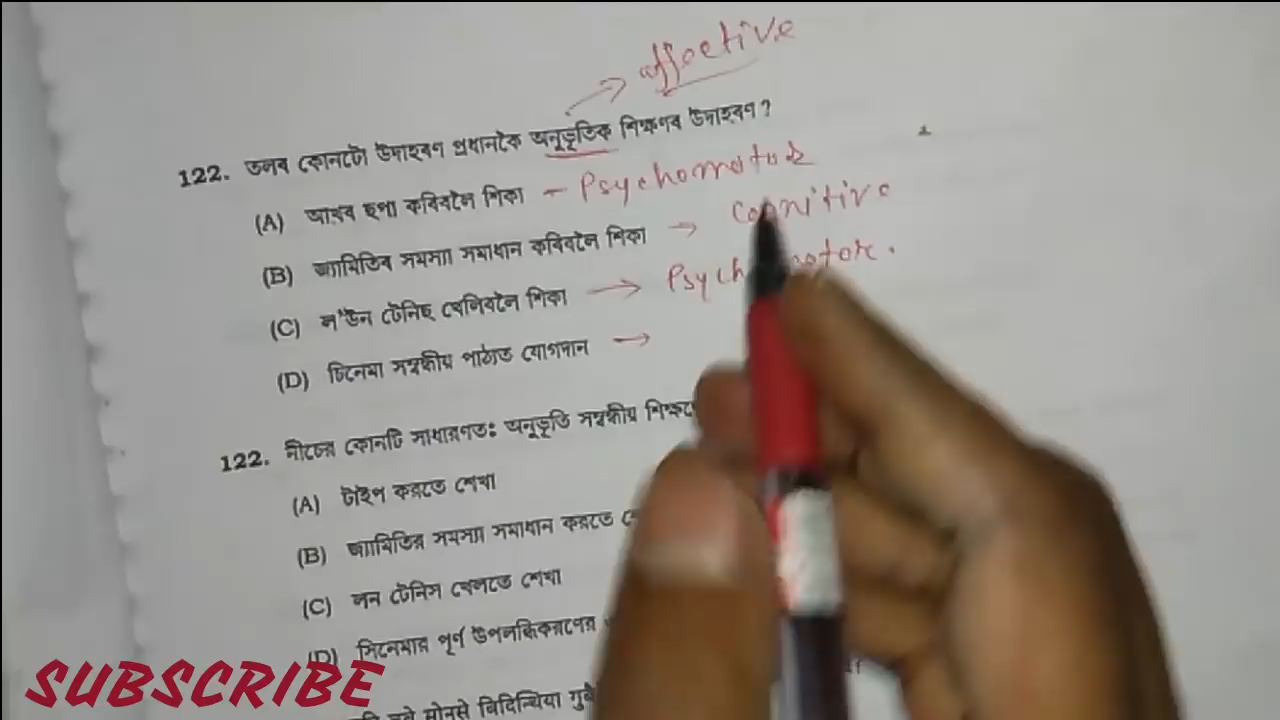 affective
122. তলৰ কোনটো উদাহৰণ প্ৰধানকৈ অনুভূতিক শিক্ষণৰ উদাহৰণ ?
(A) আখৰ ছপা কৰিবলৈ শিকা - Psychomotor
(B) জ্যামিতিৰ সমস্যা সমাধান কৰিবলৈ শিকা → Cognitive
(C) ল'উন টেনিছ খেলিবলৈ শিকা → Psychomotor.
(D) চিনেমা সম্বন্ধীয় পাঠ্যত যোগদান →
122. নীচের কোনটি সাধারণতঃ অনুভূতি সম্বন্ধীয়
(A) টাইপ করতে শেখা
(B) জ্যামিতির সমস্যা সমাধান করতে
(C) লন টেনিস খেলতে শেখা
(D) সিনেমার পূর্ণ উপলব্ধিকরণের
SUBSCRIBE